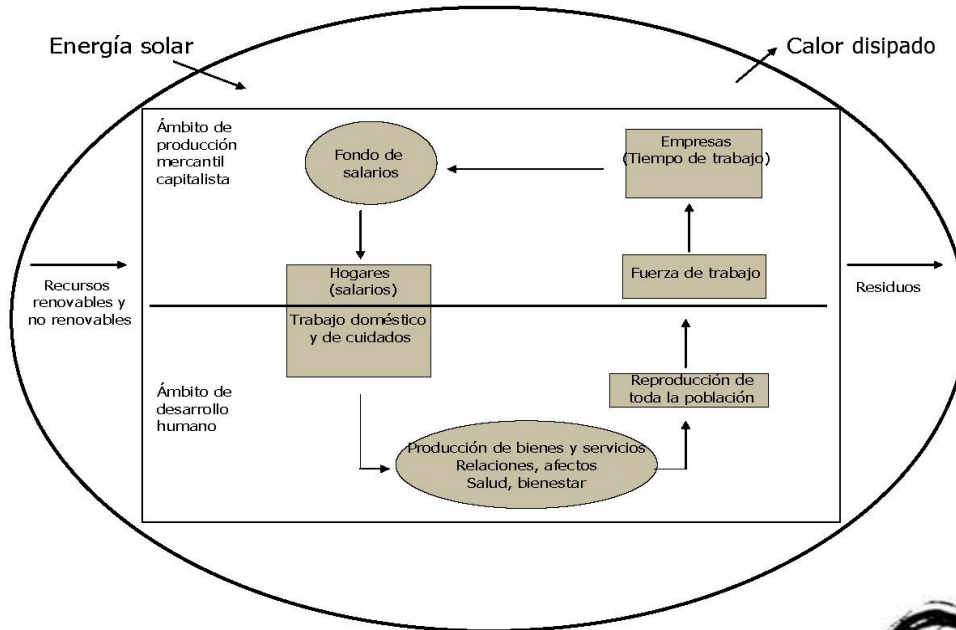 Energía solar
Calor disipado
Ámbito de
producción
mercantil
capitalista
Fondo de
salarios
Empresas
(Tiempo de trabajo)
Recursos
renovables y
no renovables
Hogares
(salarios)
Fuerza de trabajo
Residuos
Trabajo doméstico
y de cuidados
Ámbito de
desarrollo
humano
Reproducción de
toda la población
Producción de bienes y servicios
Relaciones, afectos
Salud, bienestar